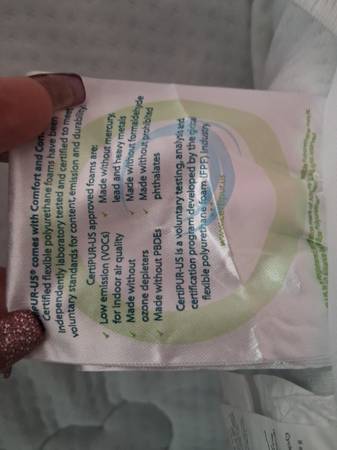 PUR-US® comes with Comfort and Con
Certified flexible polyurethane foams have been
independently laboratory tested and certified to meet
voluntary standards for content, emission and durability.
CertiPUR-US approved foams are:
✓ Low emission (VOCs)
for indoor air quality
✓ Made without
ozone depleters
✓ Made without PBDEs
✓ Made without mercury,
lead and heavy metals
✓ Made without formaldehyde
✓ Made without prohibited
phthalates
CertiPUR-US is a voluntary testing, analysis and
certification program developed by the global
flexible polyurethane foam (FPF) industry.